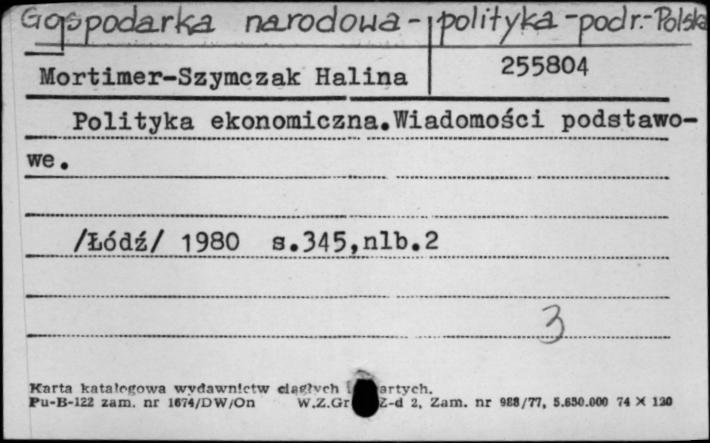 Gospodarka narodowa - polityka - podr. - Polska
Mortimer-Szymczak Halina
255804
Polityka ekonomiczna.Wiadomości podstawo-
we.
/Łódź/ 1980 s.345,nlb.2
3
Karta katalogowa wydawnictw ciągłych artych.
Pu-B-122 zam. nr 1674/DW/On W.Z.Gr Z-d 2, Zam. nr 988/77, 5.650.000 74 × 120